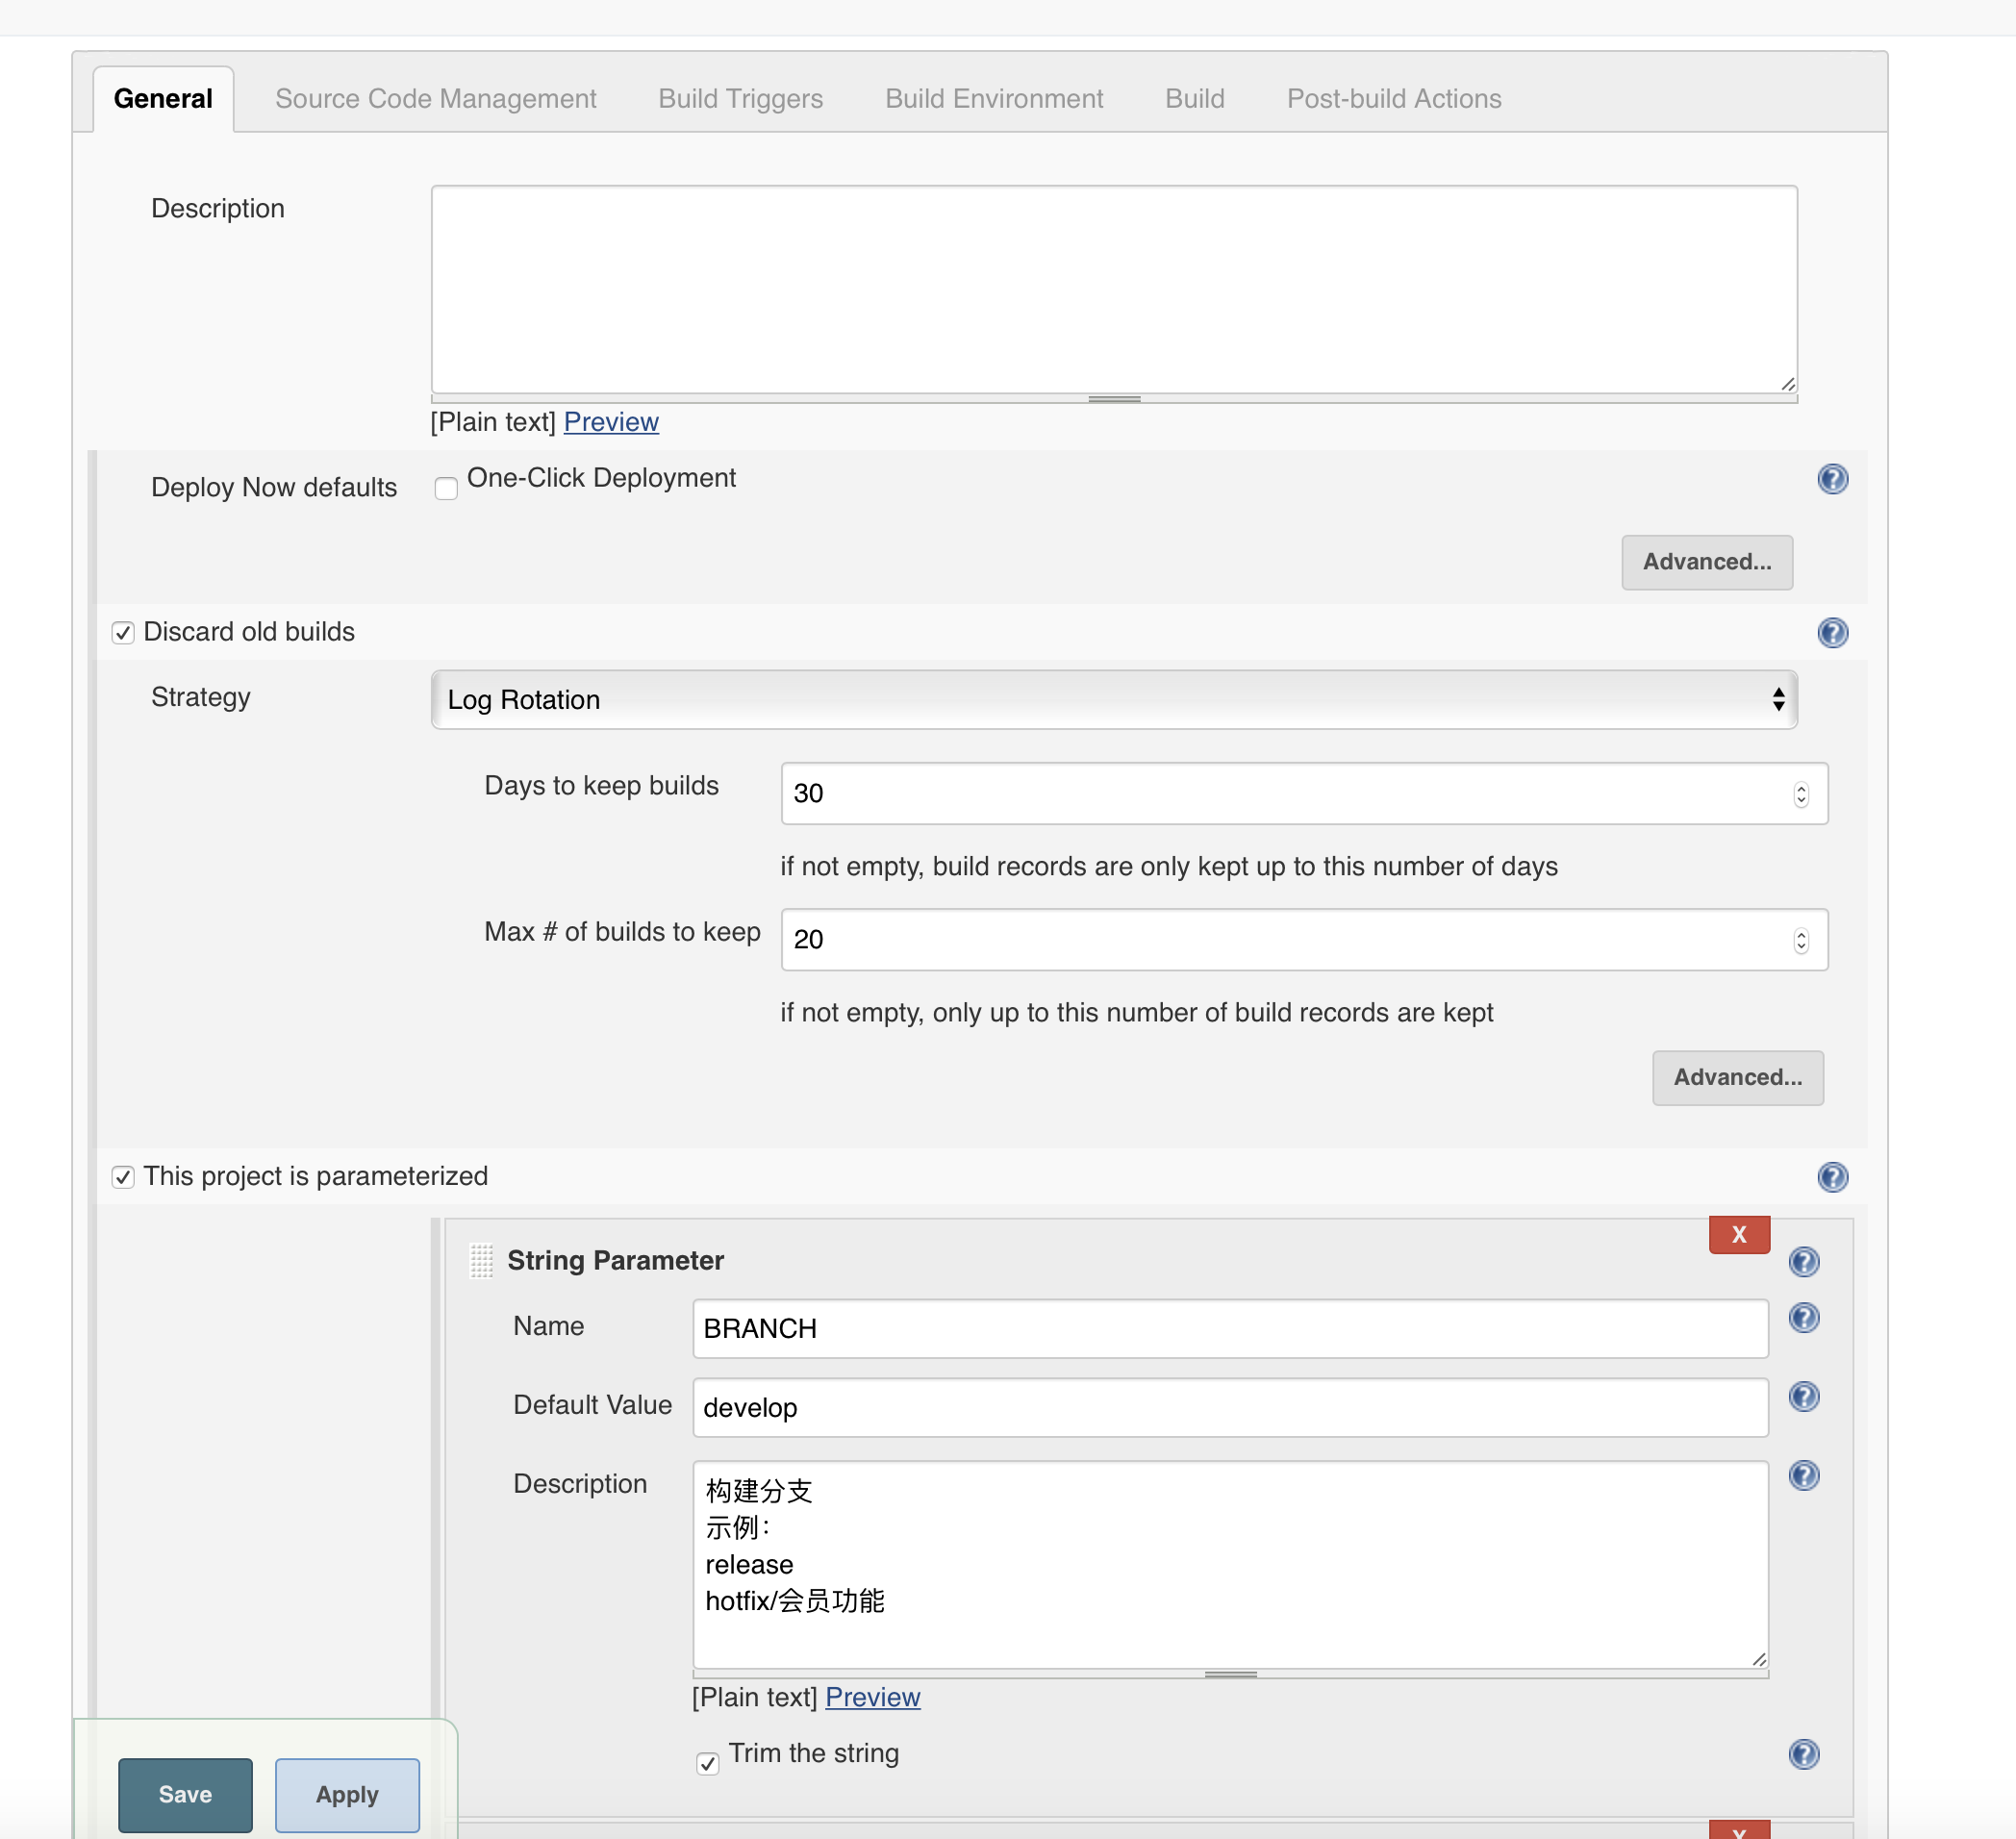 General Source Code Management Build Triggers Build Environment Build Post-build Actions
Description
[Plain text] Preview
Deploy Now defaults One-Click Deployment
Advanced...
Discard old builds
Strategy Log Rotation
Days to keep builds 30
if not empty, build records are only kept up to this number of days
Max # of builds to keep 20
if not empty, only up to this number of build records are kept
Advanced...
This project is parameterized
X
String Parameter
Name BRANCH
Default Value develop
Description 构建分支
示例：
release
hotfix/会员功能
[Plain text] Preview
Trim the string
Save Apply
X